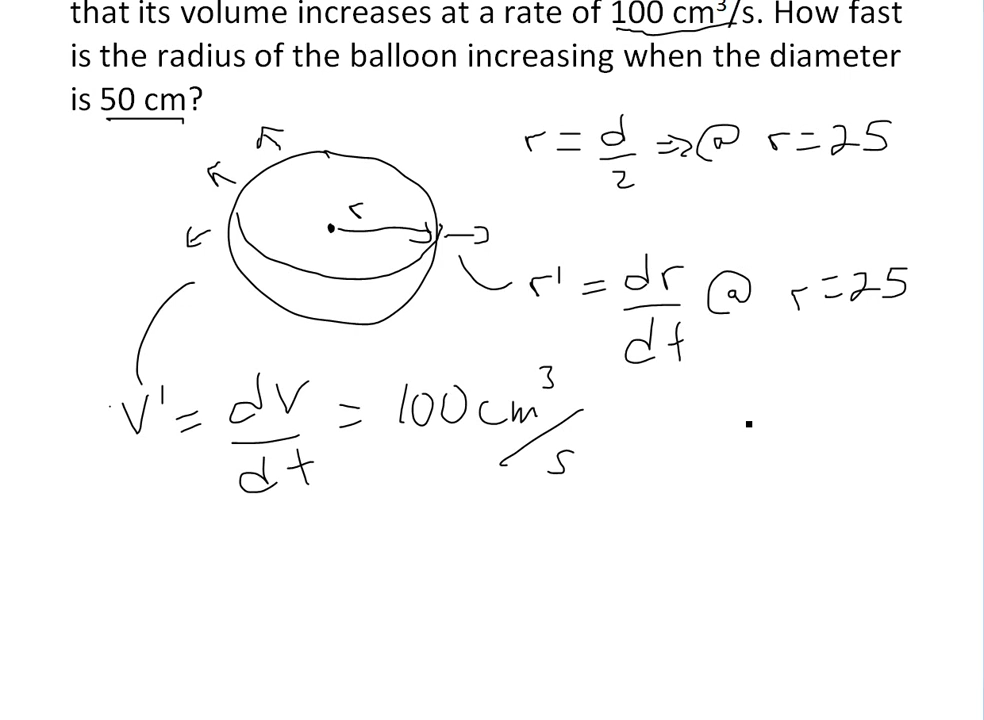 that its volume increases at a rate of 100 cm³/s. How fast
is the radius of the balloon increasing when the diameter
is 50 cm?
r = d/2 => @ r = 25
r
r' = dr/dt @ r = 25
V' = dV/dt = 100 cm³/s